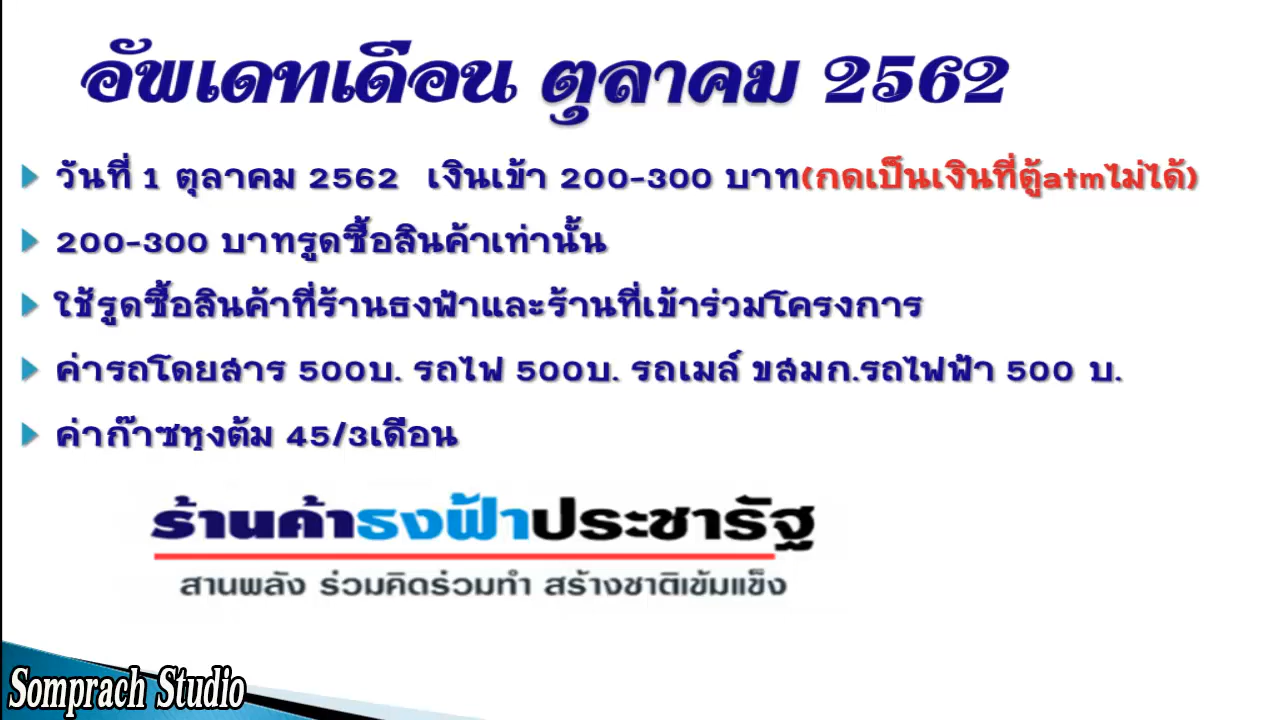 อัพเดทเดือน ตุลาคม 2562
วันที่ 1 ตุลาคม 2562 เงินเข้า 200-300 บาท(กดเป็นเงินที่ตู้atmไม่ได้)
200-300 บาทรูดซื้อสินค้าเท่านั้น
ใช้รูดซื้อสินค้าที่ร้านธงฟ้าและร้านที่เข้าร่วมโครงการ
ค่ารถโดยสาร 500บ. รถไฟ 500บ. รถเมล์ ขสมก.รถไฟฟ้า 500 บ.
ค่าก๊าซหุงต้ม 45/3เดือน
ร้านค้าธงฟ้าประชารัฐ
สานพลัง ร่วมคิดร่วมทำ สร้างชาติเข้มแข็ง
Somprach Studio